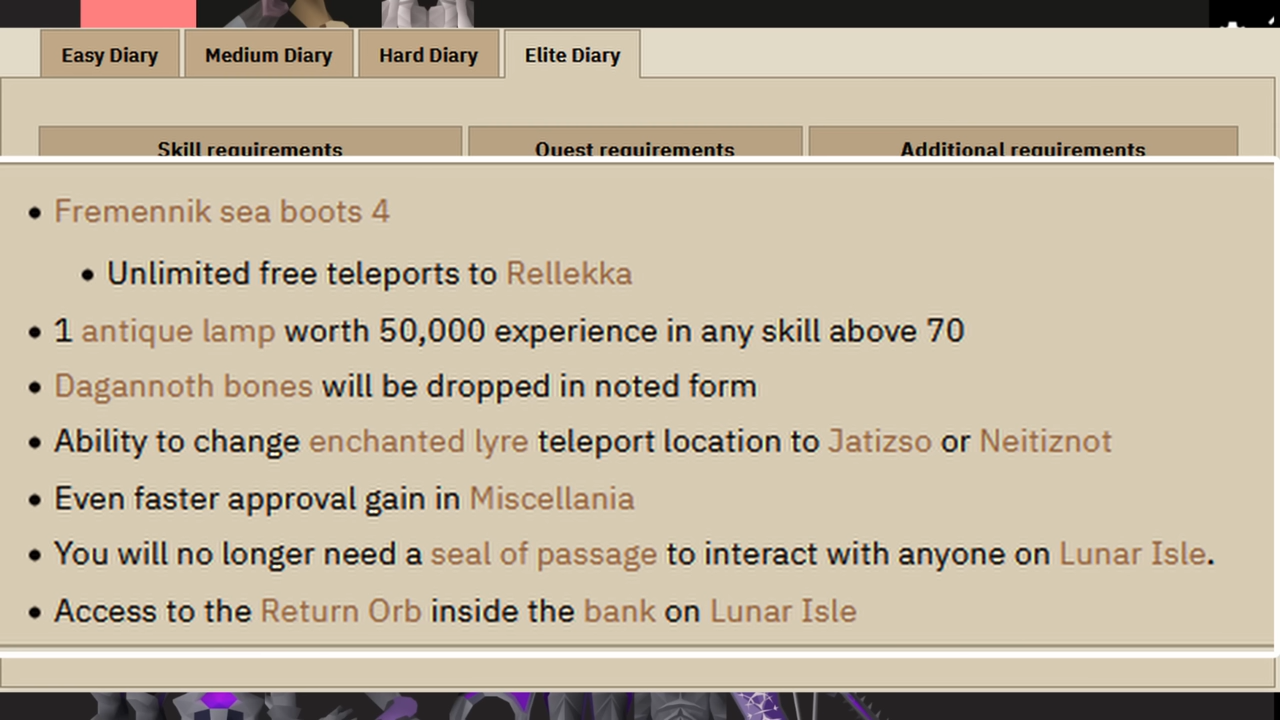 Easy Diary Medium Diary Hard Diary Elite Diary
Skill requirements Quest requirements Additional requirements
Fremennik sea boots 4
Unlimited free teleports to Rellekka
1 antique lamp worth 50,000 experience in any skill above 70
Dagannoth bones will be dropped in noted form
Ability to change enchanted lyre teleport location to Jatizso or Neitiznot
Even faster approval gain in Miscellania
You will no longer need a seal of passage to interact with anyone on Lunar Isle.
Access to the Return Orb inside the bank on Lunar Isle